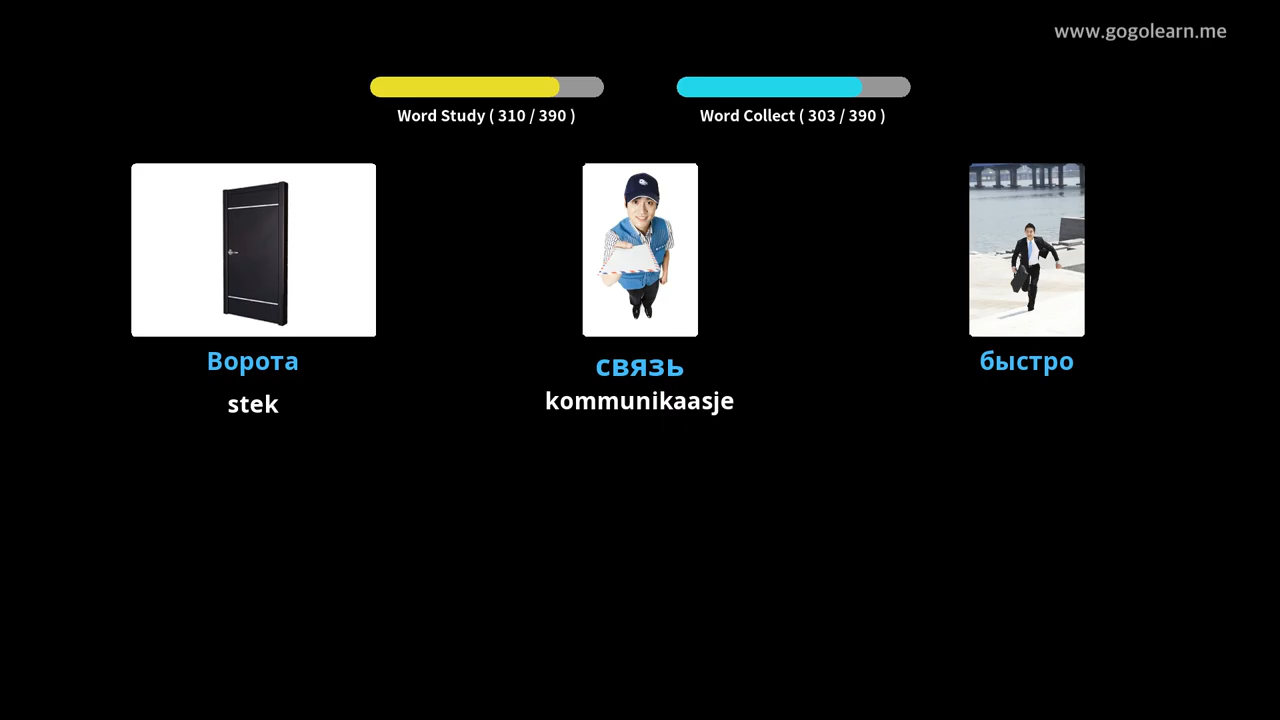 www.gogolearn.me
Word Study ( 310 / 390 )
Word Collect ( 303 / 390 )
Ворота
связь
быстро
stek
kommunikaasje